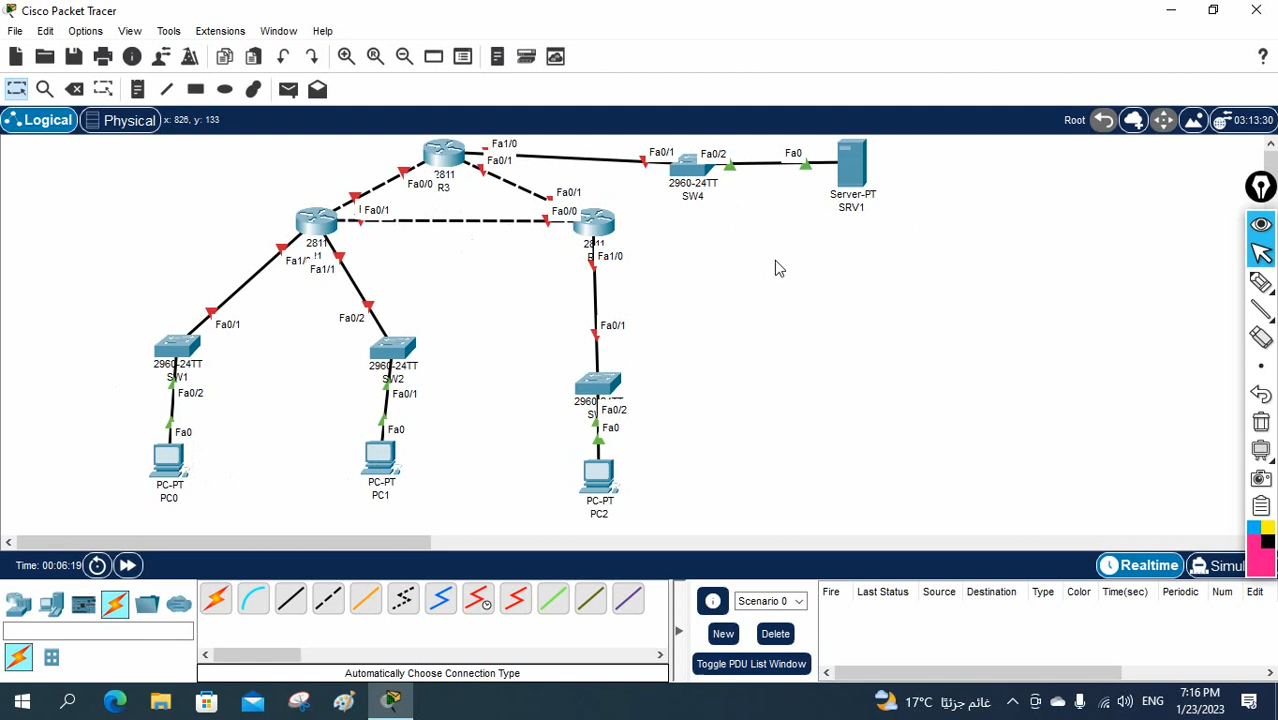 Cisco Packet Tracer
File Edit Options View Tools Extensions Window Help
Logical Physical x: 826, y: 133 Root 03:13:30
Fa1/0
Fa0/1
2811
R3
Fa0/0
Fa0/1 Fa0/2 Fa0
2960-24TT
SW4
Server-PT
SRV1
Fa0/1
Fa0/1
Fa0/0
2811
Fa1/1
2811
Fa1/0
Fa0/1
Fa0/2
Fa0/1
2960-24TT
SW1
Fa0/2
Fa0
PC-PT
PC0
2960-24TT
SW2
Fa0/1
Fa0
PC-PT
PC1
Fa0/2
Fa0
PC-PT
PC2
Time: 00:06:19 Realtime Simul
Scenario 0
New Delete
Toggle PDU List Window
Fire Last Status Source Destination Type Color Time(sec) Periodic Num Edit
Automatically Choose Connection Type
17°C غائم جزئيًا ENG 7:16 PM
1/23/2023